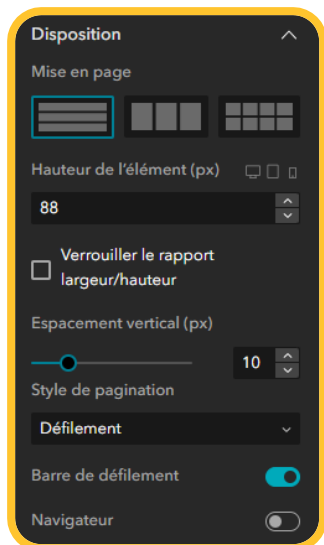 Disposition
Mise en page
Hauteur de l’élément (px)
88
Verrouiller le rapport
largeur/hauteur
Espacement vertical (px)
10
Style de pagination
Défilement
Barre de défilement
Navigateur